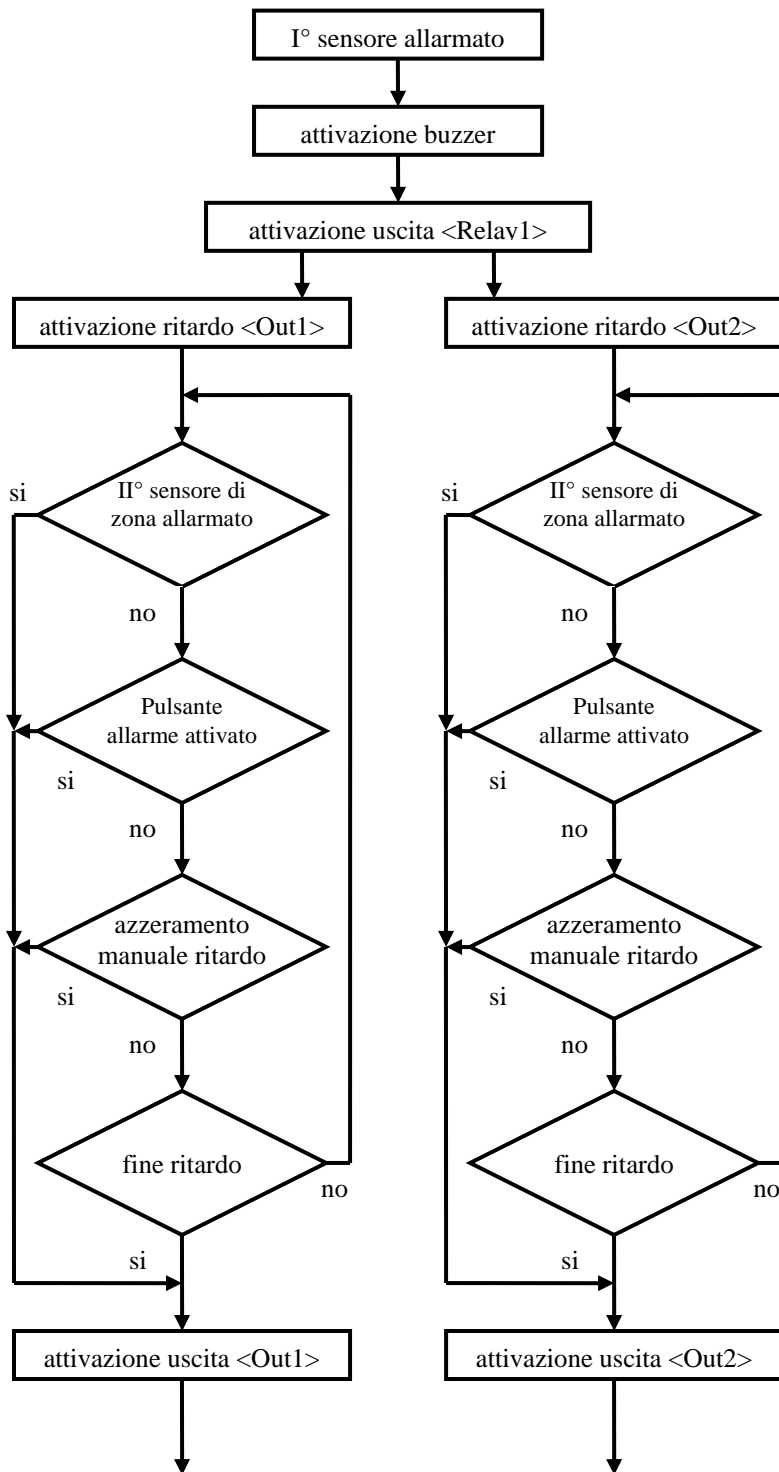 I° sensore allarmato
attivazione buzzer
attivazione uscita <Relav1>
attivazione ritardo <Out1>
attivazione ritardo <Out2>
si
II° sensore di
zona allarmato
si
II° sensore di
zona allarmato
no
no
Pulsante
allarme attivato
Pulsante
allarme attivato
si
si
no
no
azzeramento
manuale ritardo
azzeramento
manuale ritardo
si
si
no
no
fine ritardo
no
fine ritardo
no
si
si
attivazione uscita <Out1>
attivazione uscita <Out2>